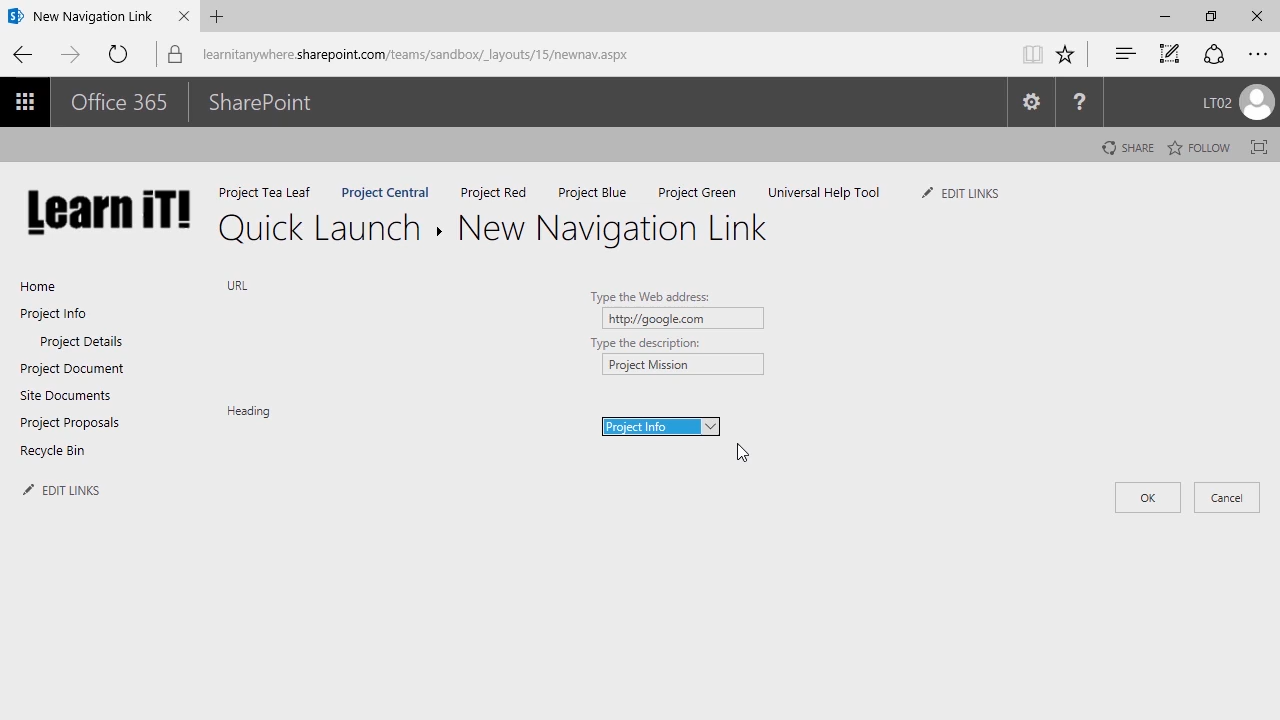 New Navigation Link
learnitanywhere.sharepoint.com/teams/sandbox/_layouts/15/newnav.aspx
Office 365 SharePoint ? LT02
SHARE FOLLOW
Learn iT!
Project Tea Leaf Project Central Project Red Project Blue Project Green Universal Help Tool EDIT LINKS
Quick Launch ▸ New Navigation Link
Home
Project Info
Project Details
Project Document
Site Documents
Project Proposals
Recycle Bin
EDIT LINKS
URL
Type the Web address:
http://google.com
Type the description:
Project Mission
Heading
Project Info
OK Cancel